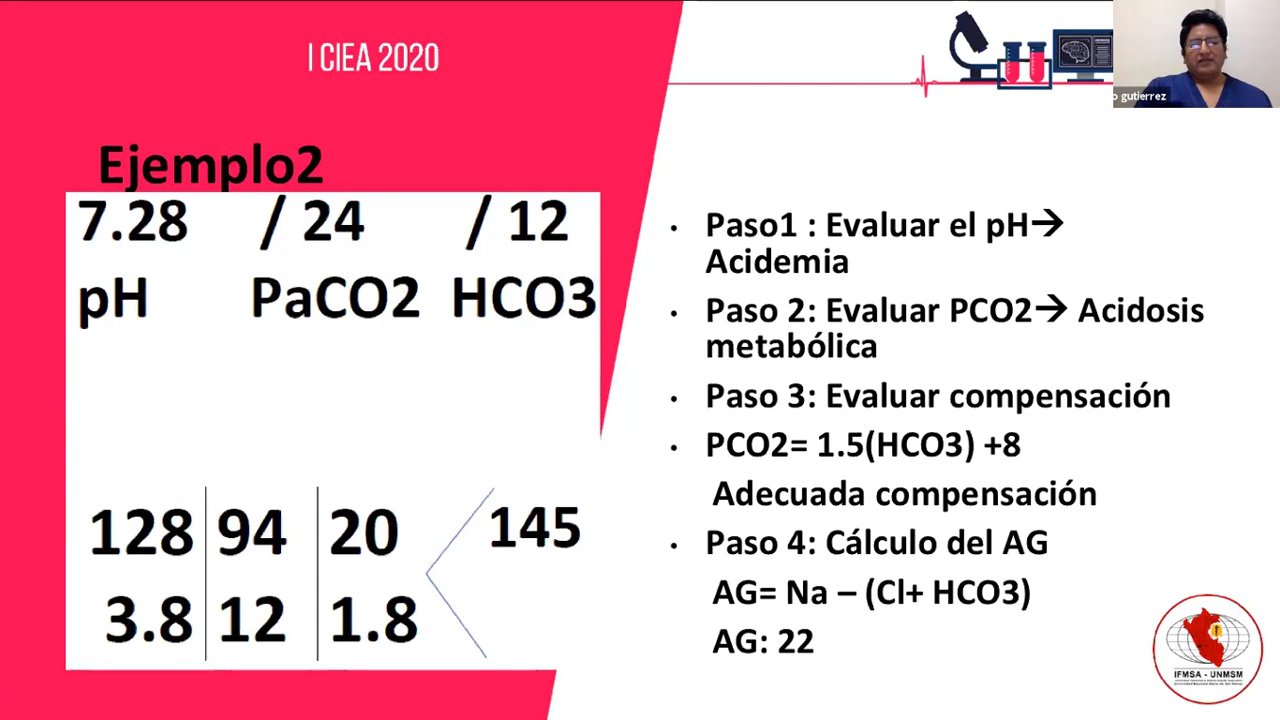 I CIEA 2020
o gutierrez
Ejemplo2
7.28 / 24 / 12
pH PaCO2 HCO3
128 94 20 145
3.8 12 1.8
• Paso1 : Evaluar el pH→
Acidemia
• Paso 2: Evaluar PCO2→ Acidosis
metabólica
• Paso 3: Evaluar compensación
• PCO2= 1.5(HCO3) +8
Adecuada compensación
• Paso 4: Cálculo del AG
AG= Na – (Cl+ HCO3)
AG: 22
IFMSA - UNMSM